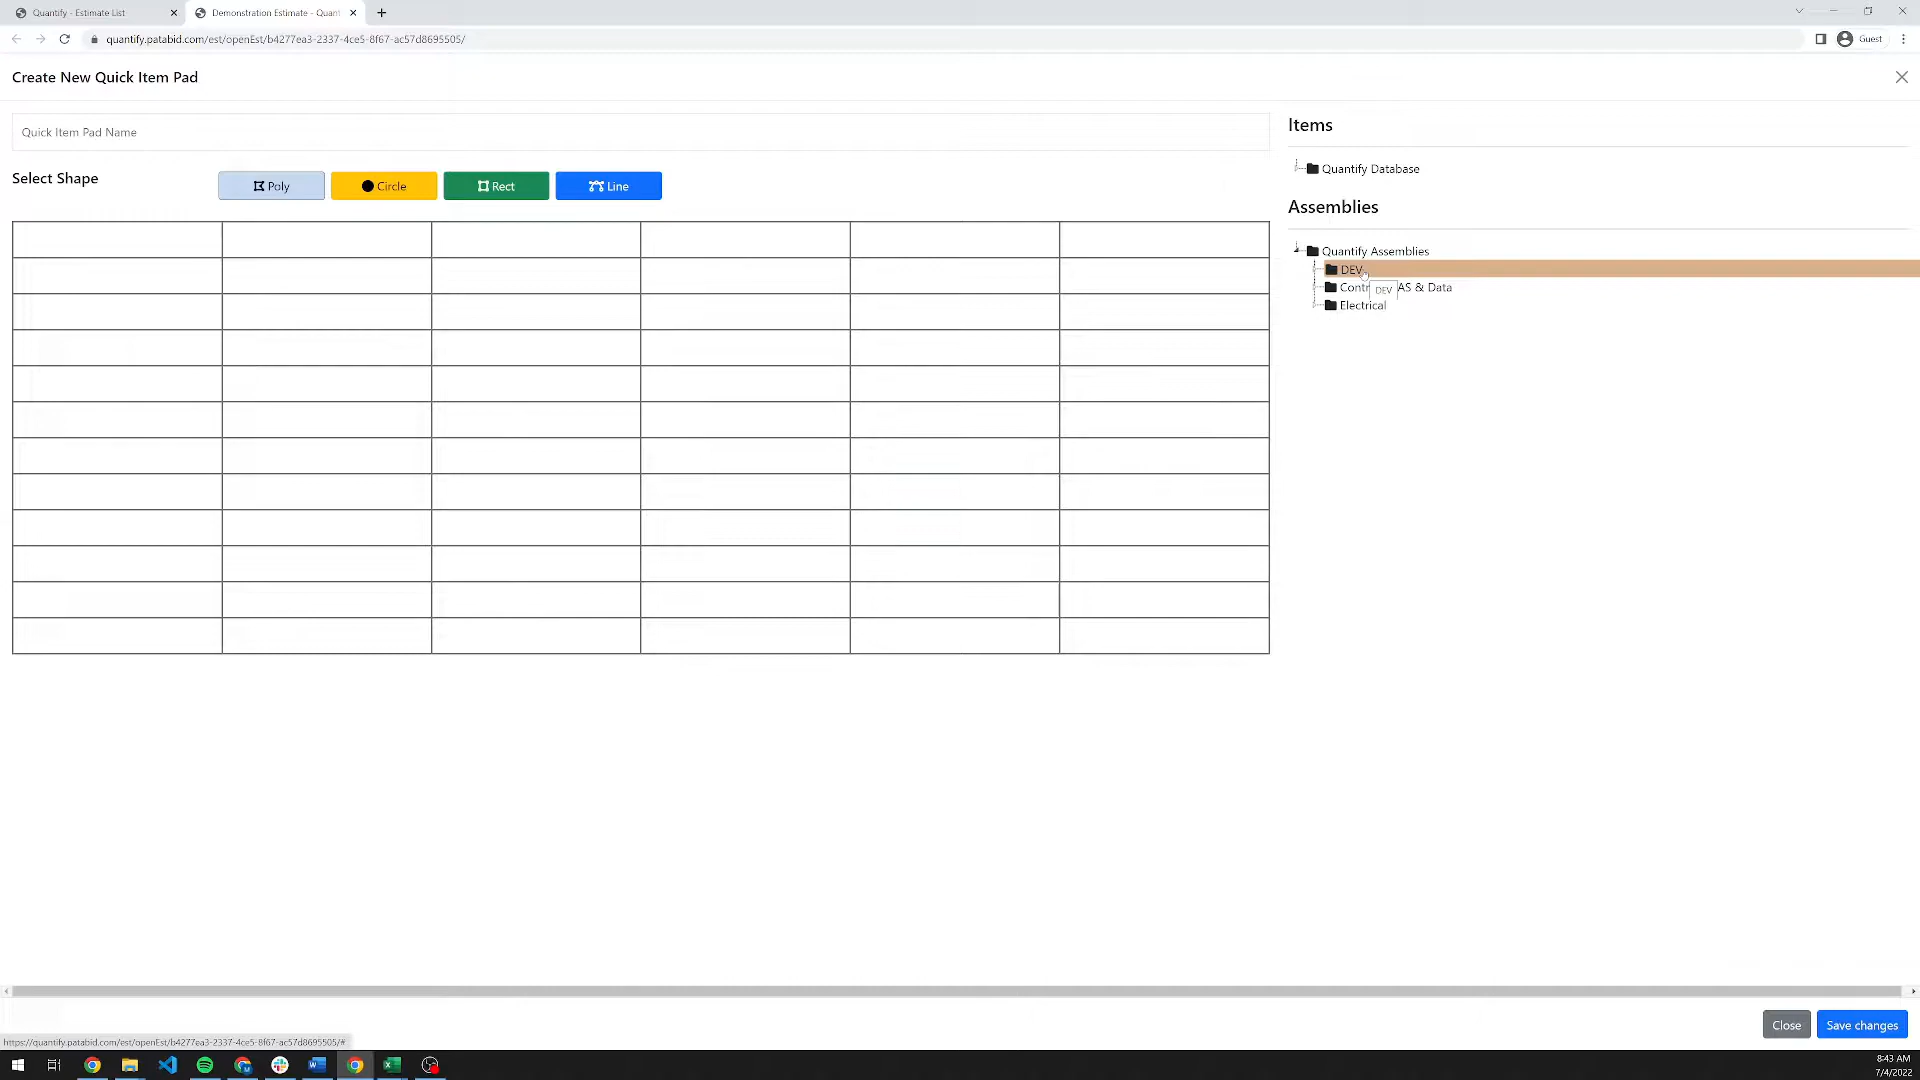 Quantify - Estimate List
Demonstration Estimate - Quant
quantify.patabid.com/est/openEst/b4277ea3-2337-4ce5-8f67-ac57d8695505/
Guest
Create New Quick Item Pad
Quick Item Pad Name
Select Shape
Poly
Circle
Rect
Line
Items
Quantify Database
Assemblies
Quantify Assemblies
DEV
Contr AS & Data
DEV
Electrical
Close
Save changes
https://quantify.patabid.com/est/openEst/b4277ea3-2337-4ce5-8f67-ac57d8695505/#
8:43 AM
7/4/2022